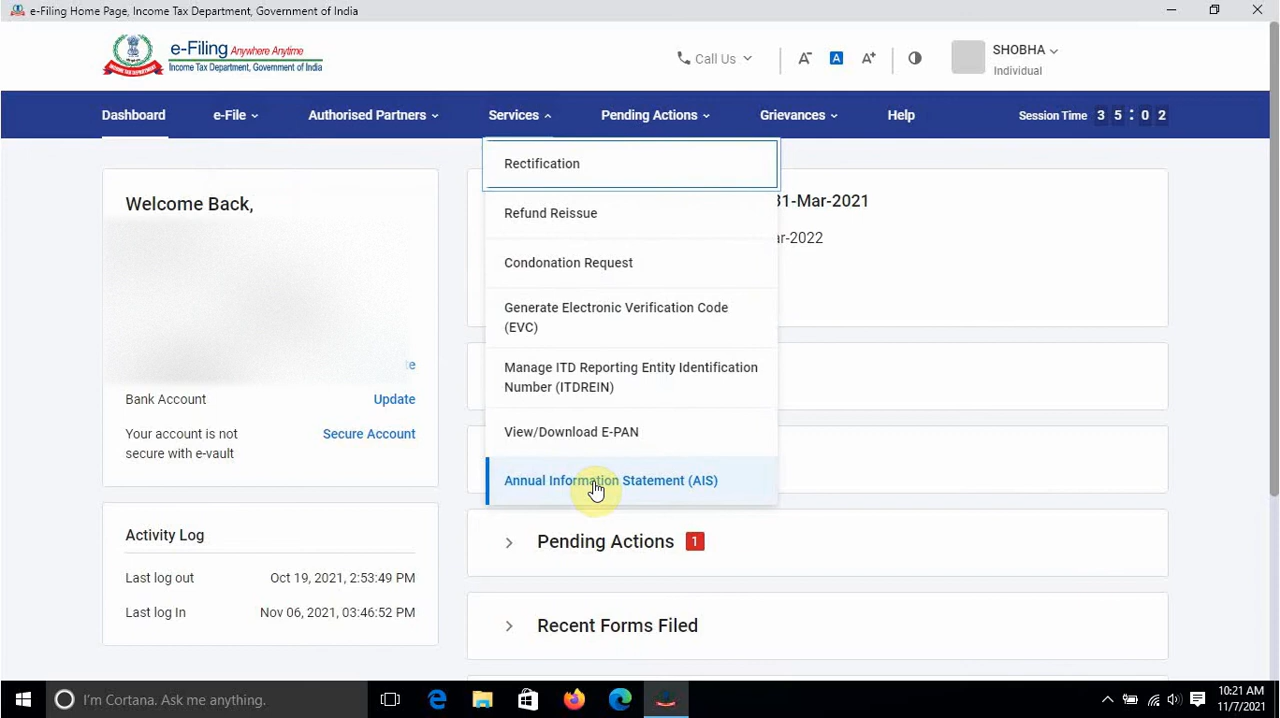 e-Filing Home Page, Income Tax Department, Government of India
e-Filing Anywhere Anytime
Income Tax Department, Government of India
Call Us
A-
A
A+
SHOBHA
Individual
Dashboard
e-File
Authorised Partners
Services
Pending Actions
Grievances
Help
Session Time 3 5 : 0 2
Welcome Back,
te
Bank Account Update
Your account is not Secure Account
secure with e-vault
Activity Log
Last log out Oct 19, 2021, 2:53:49 PM
Last log In Nov 06, 2021, 03:46:52 PM
Rectification
Refund Reissue
Condonation Request
Generate Electronic Verification Code
(EVC)
Manage ITD Reporting Entity Identification
Number (ITDREIN)
View/Download E-PAN
Annual Information Statement (AIS)
31-Mar-2021
ar-2022
Pending Actions 1
Recent Forms Filed
I'm Cortana. Ask me anything.
10:21 AM
11/7/2021